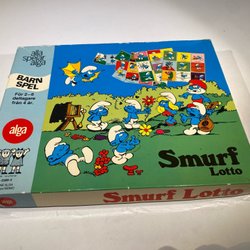 alla
spelar
alga
BARN
SPEL
För 2-5
deltagare
från 4 år.
alga
Smurf
Lotto
Smurf Lotto